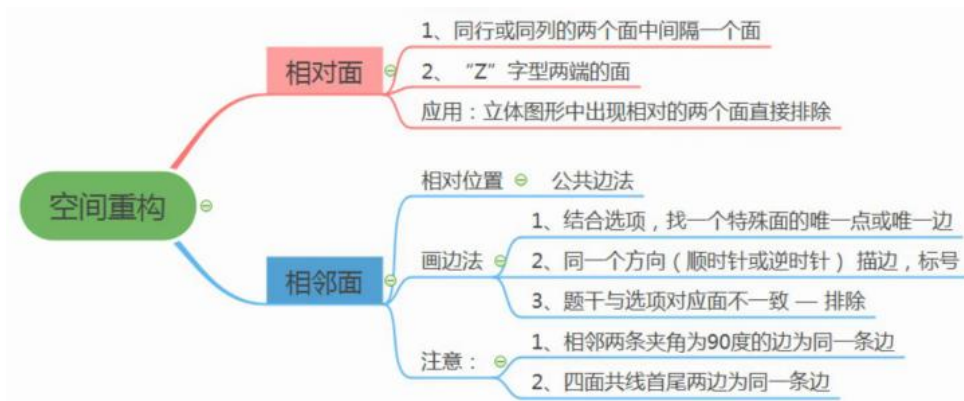 空间重构
相对面
1、同行或同列的两个面中间隔一个面
2、“Z”字型两端的面
应用：立体图形中出现相对的两个面直接排除
相邻面
相对位置 公共边法
画边法
1、结合选项，找一个特殊面的唯一点或唯一边
2、同一个方向（顺时针或逆时针）描边，标号
3、题干与选项对应面不一致 — 排除
注意：
1、相邻两条夹角为90度的边为同一条边
2、四面共线首尾两边为同一条边